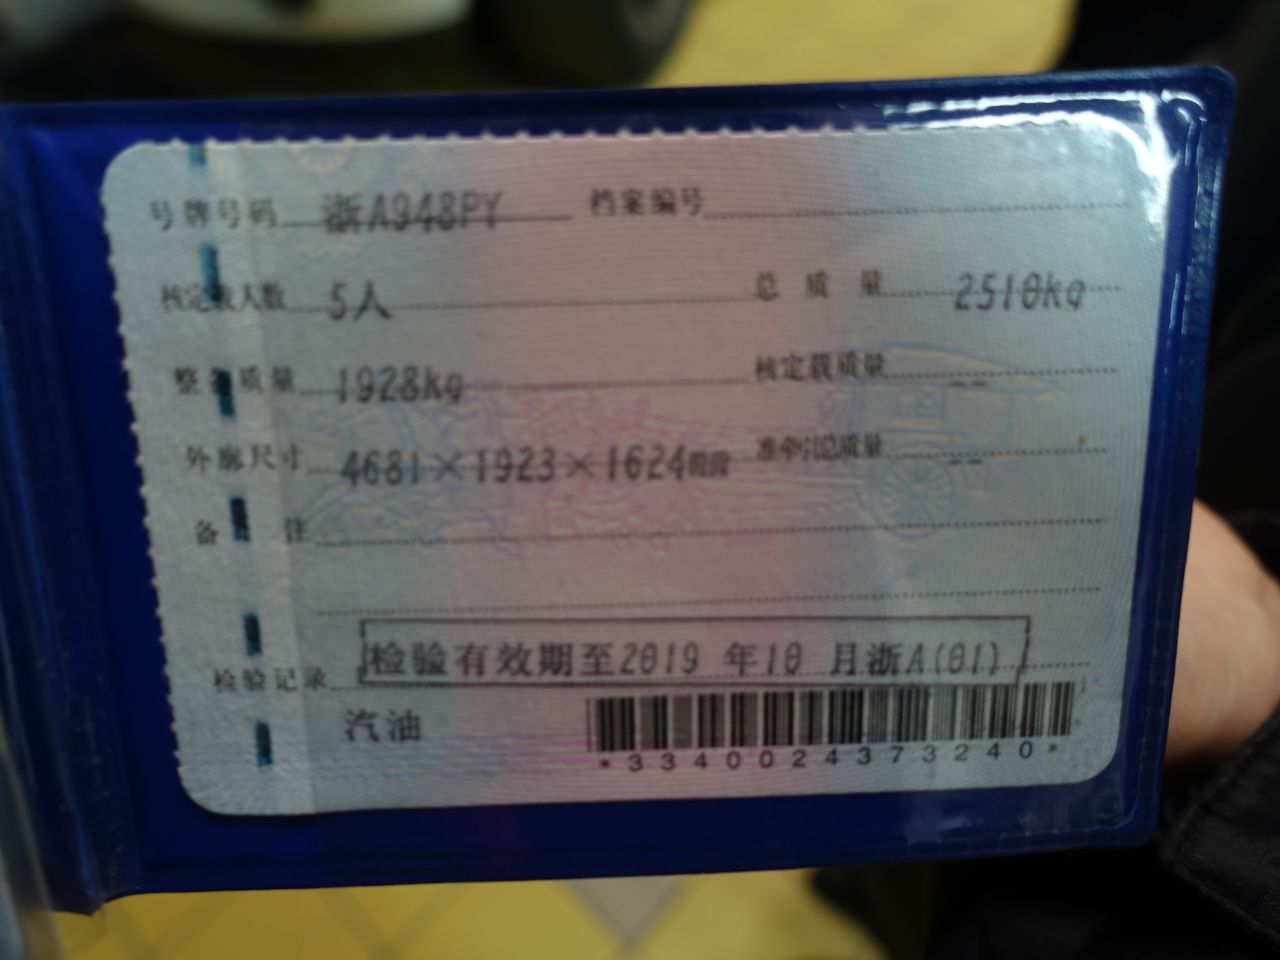 号牌号码 浙A948PY 档案编号
核定载人数 5人 总质量 2510kg
整备质量 1928kg 核定载质量 --
外廓尺寸 4681×1923×1624mm 准牵引总质量 --
备注
检验记录 检验有效期至2019 年10 月浙A(01)
汽油
*3340024373240*